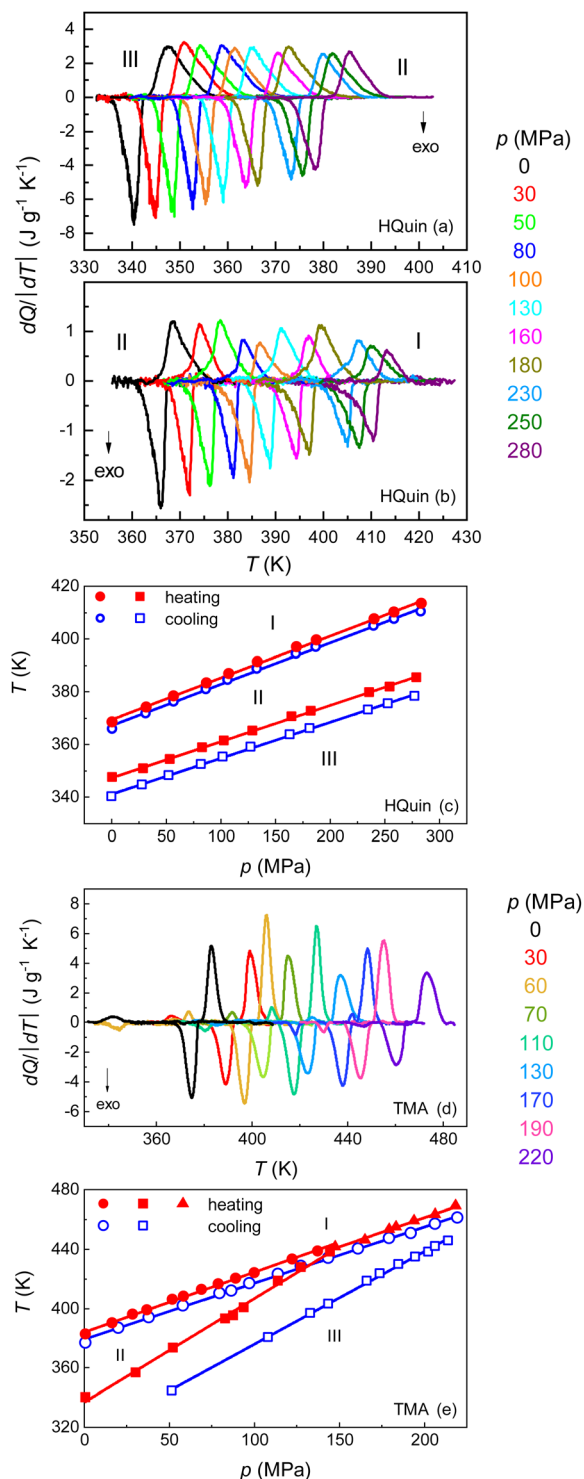 III
II
exo
HQuin (a)
6
4
2
0
-2
-4
-6
-8
330 340 350 360 370 380 390 400 410
dQ/|dT| (J g⁻¹ K⁻¹)
p (MPa)
0
30
50
80
100
130
160
180
230
250
280
II
I
exo
HQuin (b)
1
0
-1
-2
350 360 370 380 390 400 410 420 430
T (K)
420
400
380
360
340
T (K)
heating
cooling
I
II
III
HQuin (c)
0 50 100 150 200 250 300
p (MPa)
8
6
4
2
0
-2
-4
-6
dQ/|dT| (J g⁻¹ K⁻¹)
exo
TMA (d)
360 400 440 480
T (K)
p (MPa)
0
30
60
70
110
130
170
190
220
480
440
400
360
320
T (K)
heating
cooling
I
II
III
TMA (e)
0 50 100 150 200
p (MPa)